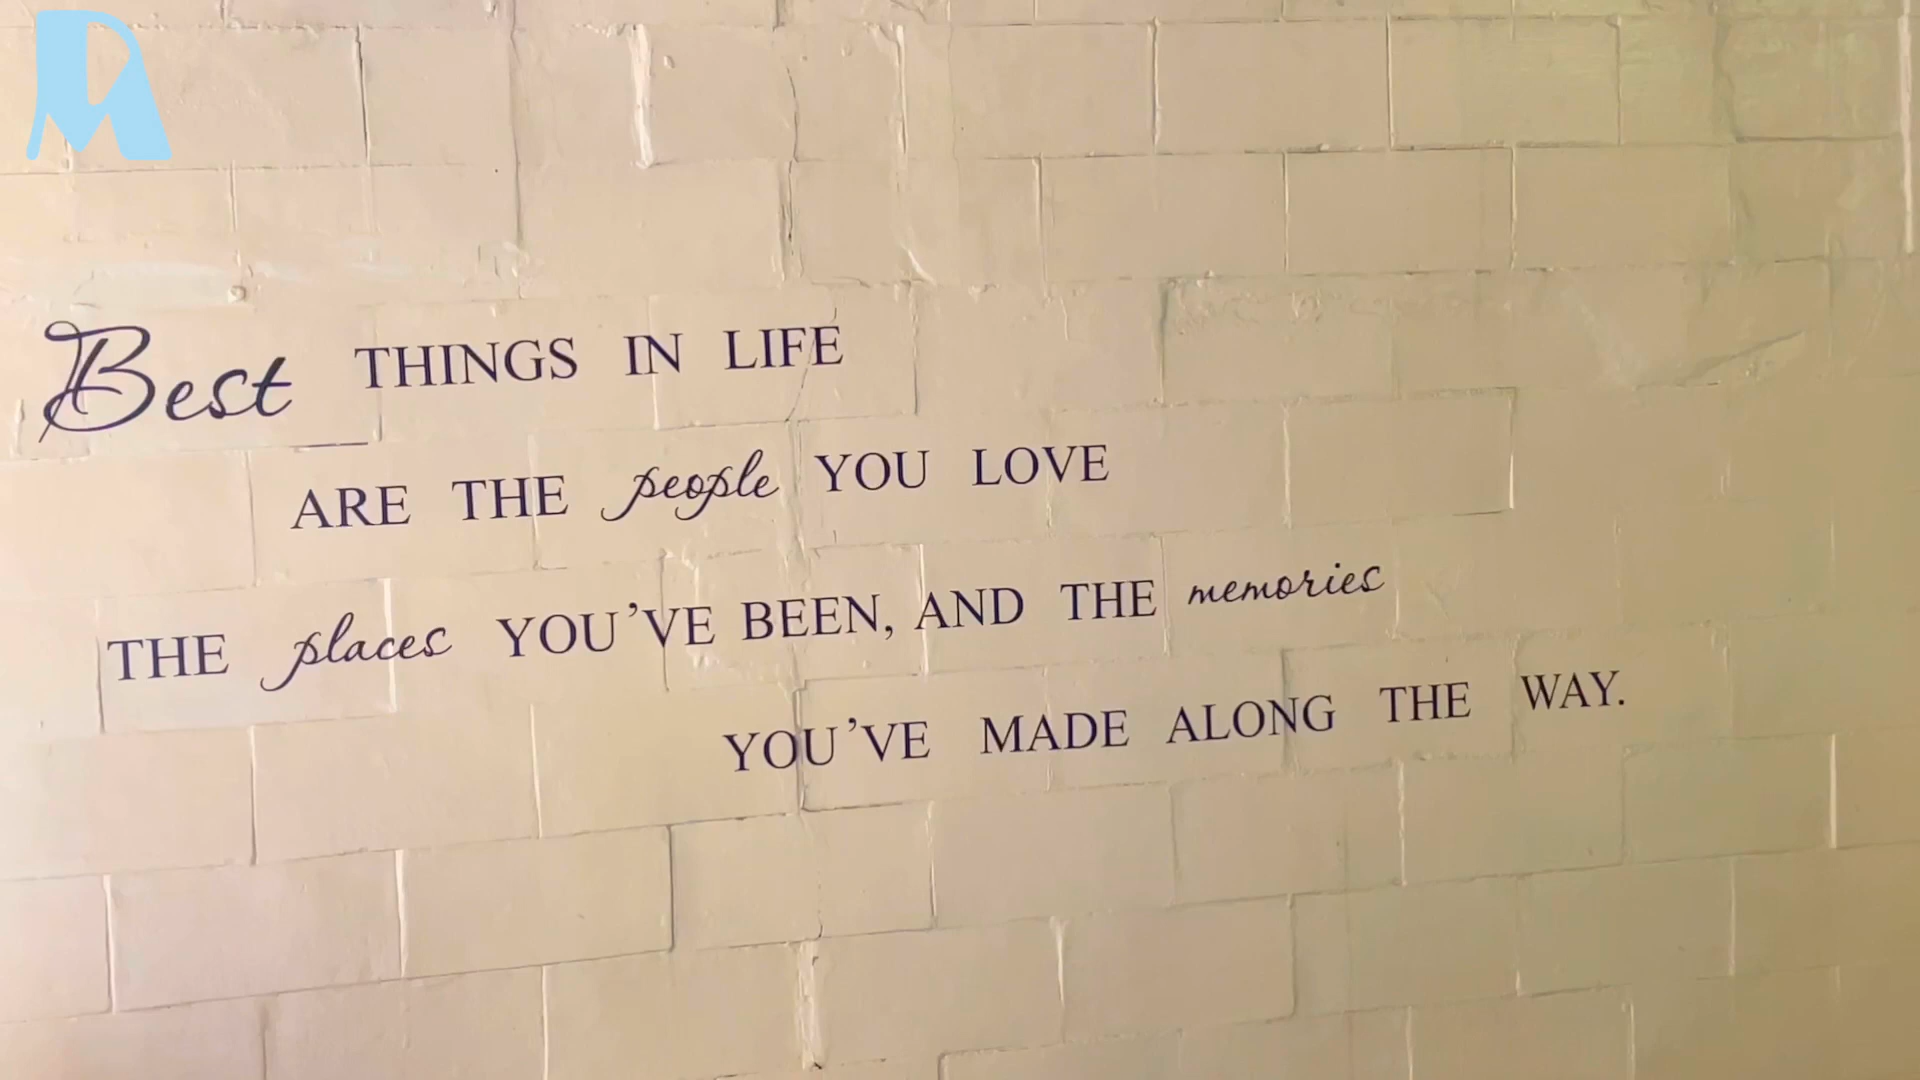 Best THINGS IN LIFE
ARE THE people YOU LOVE
THE places YOU'VE BEEN, AND THE memories
YOU'VE MADE ALONG THE WAY.